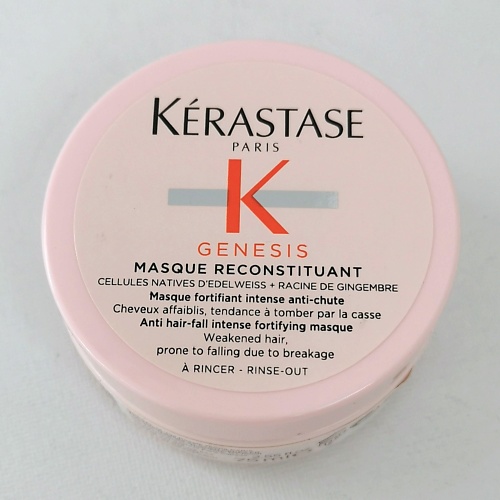 KÉRASTASE
PARIS
K
GENESIS
MASQUE RECONSTITUANT
CELLULES NATIVES D'EDELWEISS + RACINE DE GINGEMBRE
Masque fortifiant intense anti-chute
Cheveux affaiblis, tendance à tomber par la casse
Anti hair-fall intense fortifying masque
Weakened hair,
prone to falling due to breakage
À RINCER - RINSE-OUT